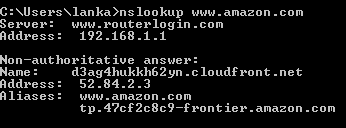 C:\Users\lanka>nslookup www.amazon.com
Server:  www.routerlogin.com
Address:  192.168.1.1

Non-authoritative answer:
Name:    d3ag4hukkh62yn.cloudfront.net
Address:  52.84.2.3
Aliases:  www.amazon.com
          tp.47cf2c8c9-frontier.amazon.com